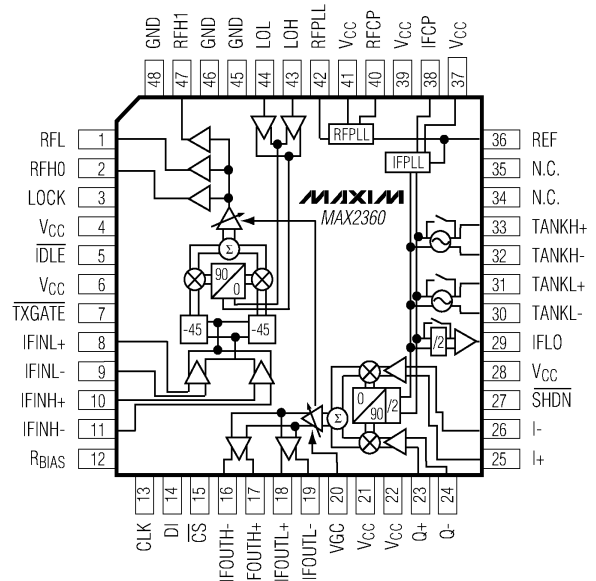 GND
RFH1
GND
GND
LOL
LOH
RFPLL
VCC
RFCP
VCC
IFCP
VCC
48
47
46
45
44
43
42
41
40
39
38
37
RFL 1
RFH0 2
LOCK 3
VCC 4
IDLE 5
VCC 6
TXGATE 7
IFINL+ 8
IFINL- 9
IFINH+ 10
IFINH- 11
RBIAS 12
RFPLL
IFPLL
MAXIM
MAX2360
Σ
90
0
-45
-45
/2
0
90
/2
Σ
36 REF
35 N.C.
34 N.C.
33 TANKH+
32 TANKH-
31 TANKL+
30 TANKL-
29 IFLO
28 VCC
27 SHDN
26 I-
25 I+
13
14
15
16
17
18
19
20
21
22
23
24
CLK
DI
CS
IFOUTH-
FOUTH+
IFOUTL+
IFOUTL-
VGC
VCC
VCC
Q+
Q-